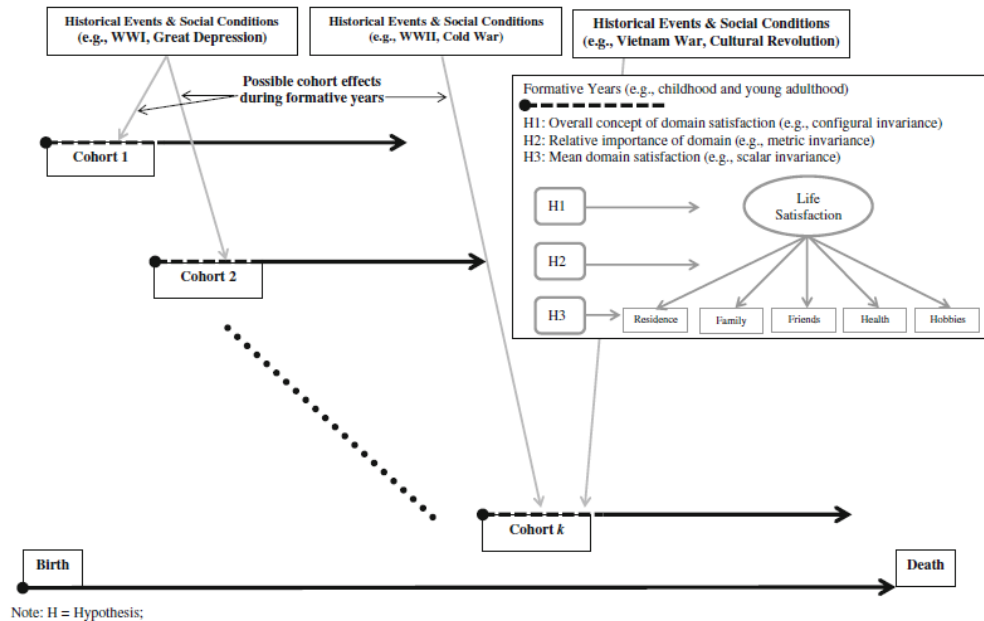 Historical Events & Social Conditions
(e.g., WWI, Great Depression)
Historical Events & Social Conditions
(e.g., WWII, Cold War)
Historical Events & Social Conditions
(e.g., Vietnam War, Cultural Revolution)
Possible cohort effects
during formative years
Formative Years (e.g., childhood and young adulthood)
H1: Overall concept of domain satisfaction (e.g., configural invariance)
H2: Relative importance of domain (e.g., metric invariance)
H3: Mean domain satisfaction (e.g., scalar invariance)
Cohort 1
H1
Life
Satisfaction
Cohort 2
H2
H3
Residence
Family
Friends
Health
Hobbies
Cohort k
Birth
Death
Note: H = Hypothesis;